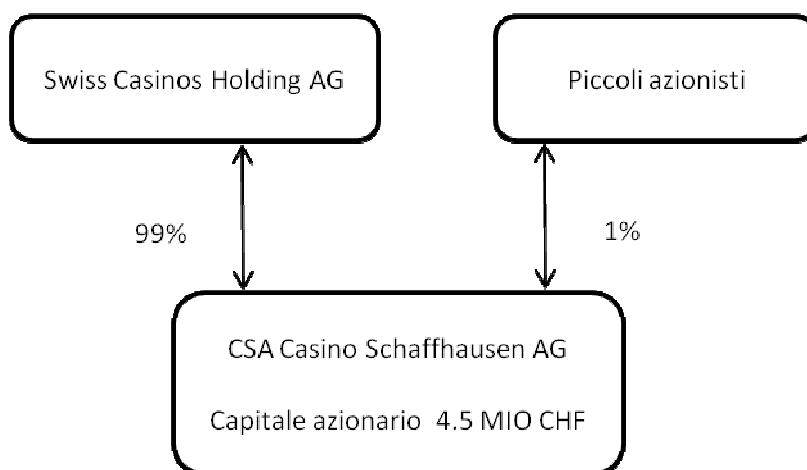 Swiss Casinos Holding AG
Piccoli azionisti
99%
1%
CSA Casino Schaffhausen AG
Capitale azionario 4.5 MIO CHF